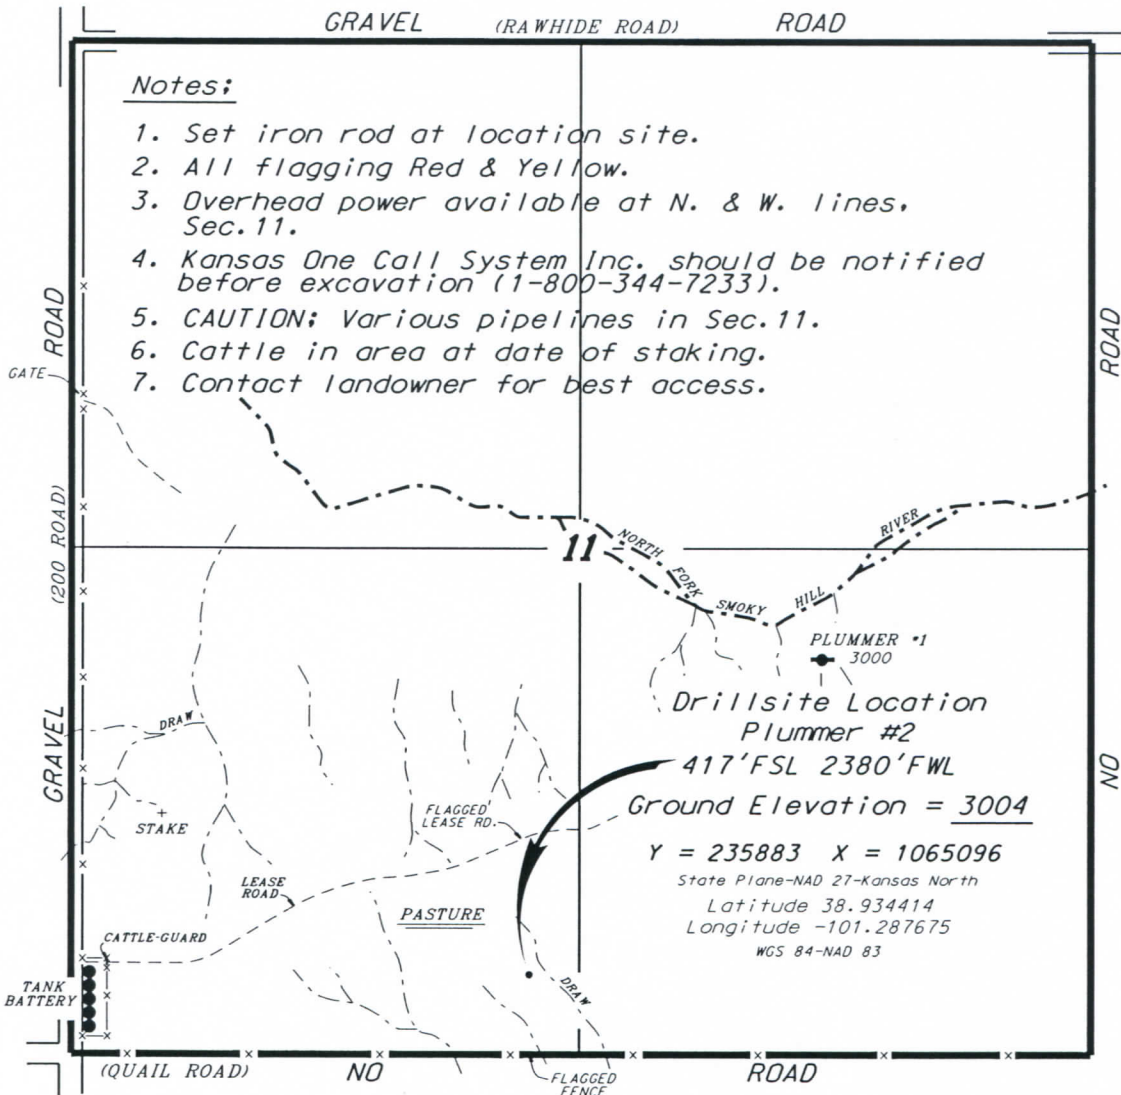 GRAVEL (RAWHIDE ROAD) ROAD
Notes:
1. Set iron rod at location site.
2. All flagging Red & Yellow.
3. Overhead power available at N. & W. lines,
Sec.11.
4. Kansas One Call System Inc. should be notified
before excavation (1-800-344-7233).
5. CAUTION: Various pipelines in Sec.11.
6. Cattle in area at date of staking.
7. Contact landowner for best access.
ROAD
GATE
(200 ROAD)
GRAVEL
ROAD
NO
11
NORTH
FORK
SMOKY
HILL
RIVER
PLUMMER #1
3000
Drillsite Location
Plummer #2
417'FSL 2380'FWL
Ground Elevation = 3004
Y = 235883 X = 1065096
State Plane-NAD 27-Kansas North
Latitude 38.934414
Longitude -101.287675
WGS 84-NAD 83
DRAW
STAKE
FLAGGED
LEASE RD.
LEASE
ROAD
PASTURE
CATTLE-GUARD
TANK
BATTERY
DRAW
(QUAIL ROAD) NO ROAD
FLAGGED
FENCE